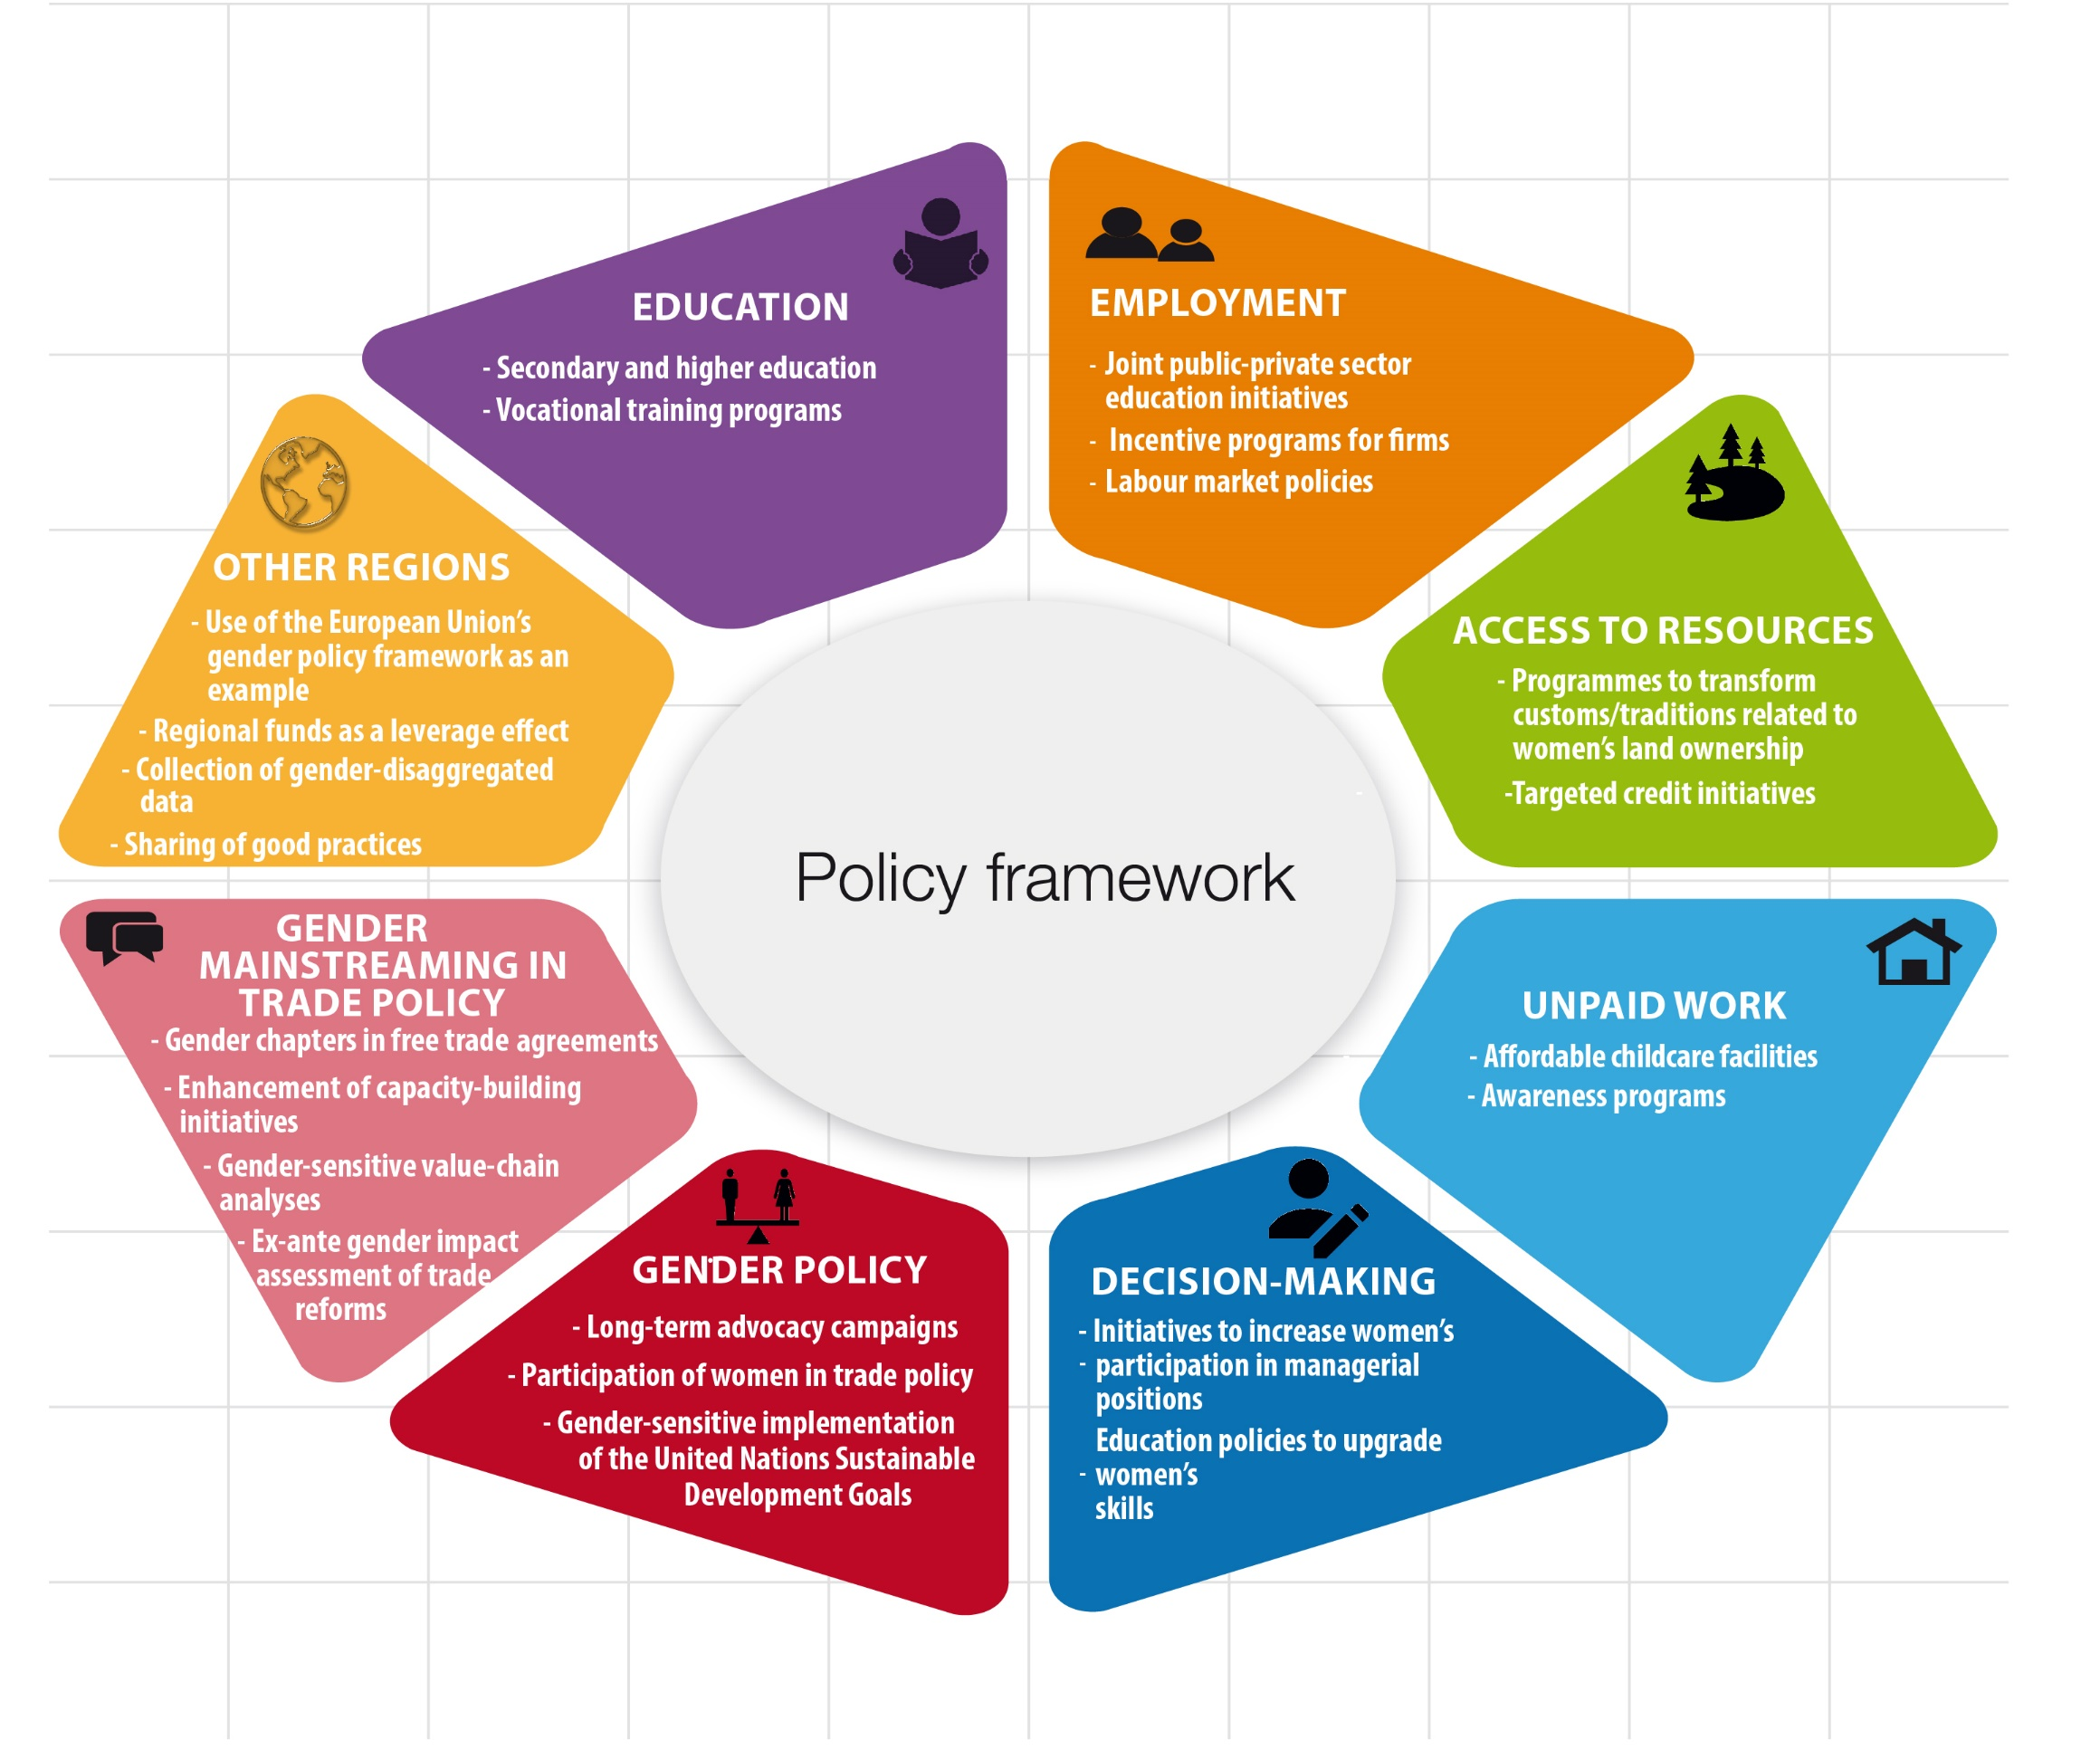 EDUCATION
- Secondary and higher education
- Vocational training programs
EMPLOYMENT
- Joint public-private sector
education initiatives
- Incentive programs for firms
- Labour market policies
ACCESS TO RESOURCES
- Programmes to transform
customs/traditions related to
women’s land ownership
-Targeted credit initiatives
UNPAID WORK
- Affordable childcare facilities
- Awareness programs
DECISION-MAKING
- Initiatives to increase women’s
- participation in managerial
positions
Education policies to upgrade
- women’s
skills
GENDER POLICY
- Long-term advocacy campaigns
- Participation of women in trade policy
- Gender-sensitive implementation
of the United Nations Sustainable
Development Goals
GENDER
MAINSTREAMING IN
TRADE POLICY
- Gender chapters in free trade agreements
- Enhancement of capacity-building
initiatives
- Gender-sensitive value-chain
analyses
- Ex-ante gender impact
assessment of trade
reforms
OTHER REGIONS
- Use of the European Union’s
gender policy framework as an
example
- Regional funds as a leverage effect
- Collection of gender-disaggregated
data
- Sharing of good practices
Policy framework